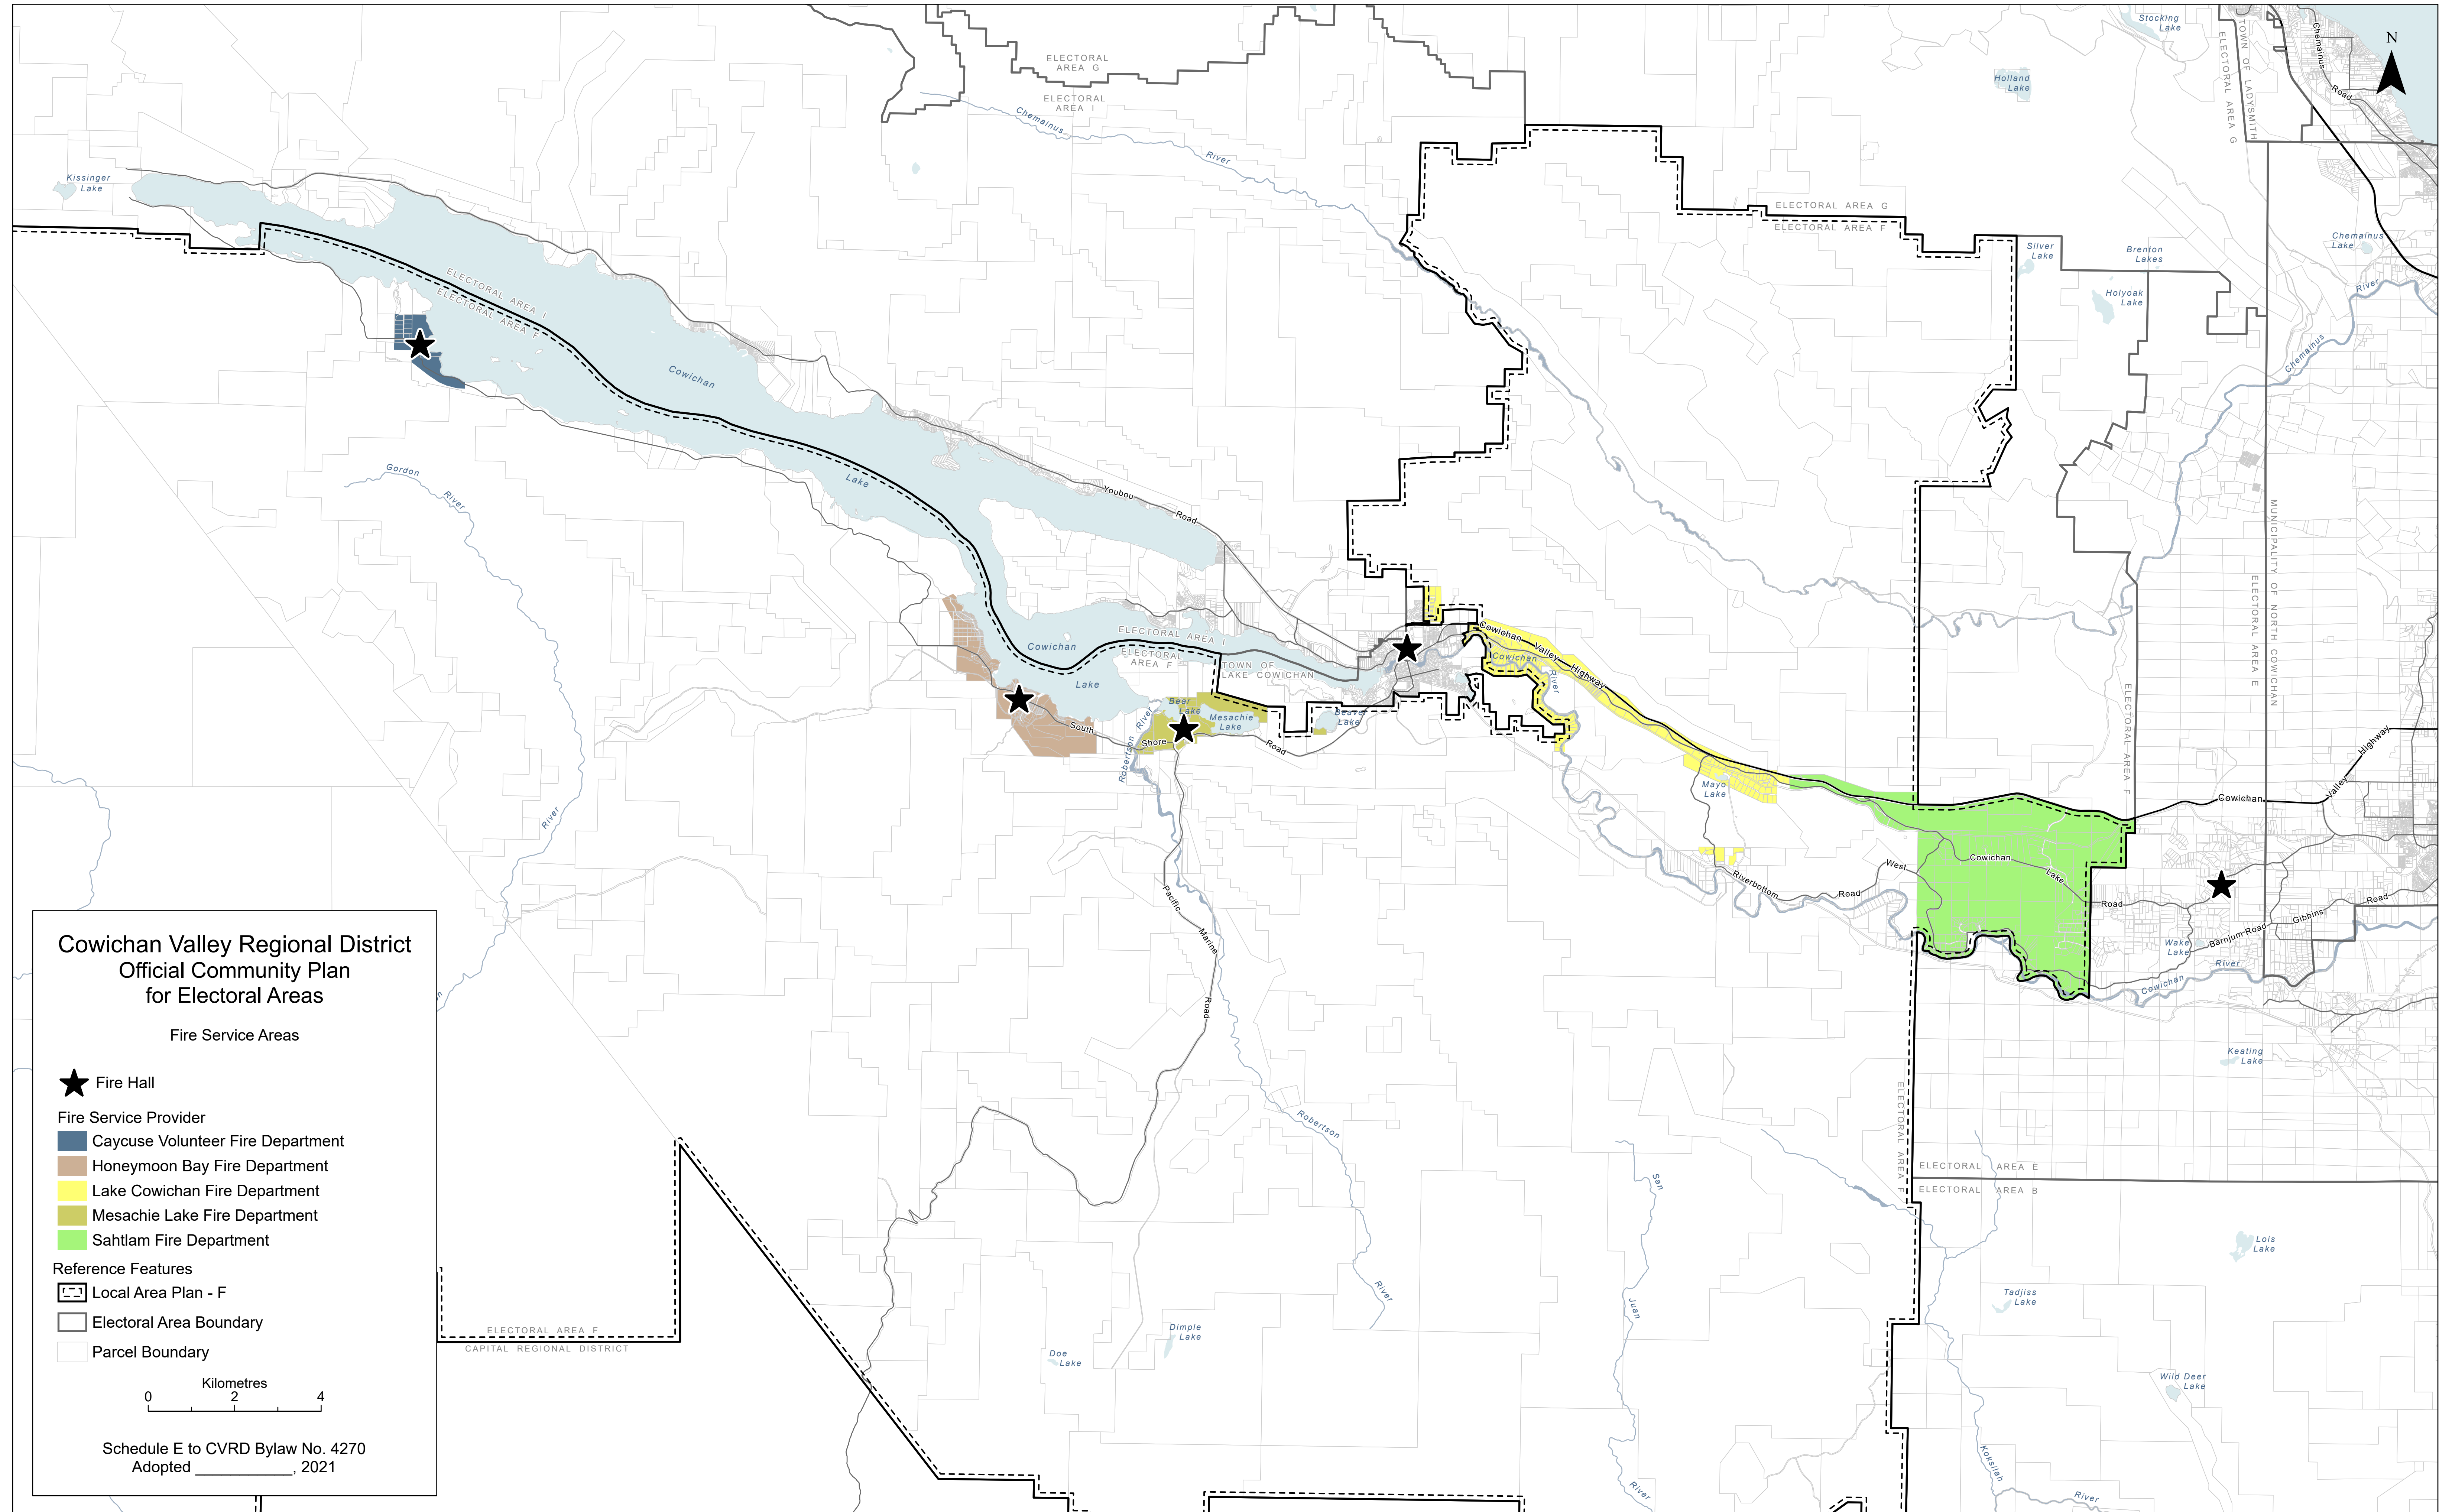 Stocking
Lake
N
Chemainus
Road
TOWN OF LADYSMITH
ELECTORAL AREA G
Holland
Lake
ELECTORAL
AREA G
ELECTORAL
AREA I
Chemainus
River
Kissinger
Lake
ELECTORAL AREA G
ELECTORAL AREA F
Silver
Lake
Brenton
Lakes
Chemainus
Lake
River
Holyoak
Lake
Chemainus
ELECTORAL AREA I
ELECTORAL AREA F
Cowichan
Lake
Gordon
River
River
Youbou
Road
MUNICIPALITY OF NORTH COWICHAN
ELECTORAL AREA E
ELECTORAL AREA F
Cowichan
Lake
ELECTORAL AREA I
ELECTORAL
AREA F
TOWN OF
LAKE COWICHAN
Cowichan
Valley
Highway
Cowichan
River
Bear
Lake
Mesachie
Lake
Beaver
Lake
River
Robertson
South
Shore
Road
Mayo
Lake
Cowichan
Valley
Highway
Cowichan
Lake
Road
West
Riverbottom
Road
Gibbins
Road
Barnjum Road
Wake
Lake
Cowichan
River
Pacific
Marine
Road
Keating
Lake
Robertson
River
San
Juan
River
ELECTORAL AREA F
ELECTORAL AREA E
ELECTORAL AREA B
Lois
Lake
Tadjiss
Lake
Wild Deer
Lake
Koksilah
River
Dimple
Lake
Doe
Lake
ELECTORAL AREA F
CAPITAL REGIONAL DISTRICT
Cowichan Valley Regional District
Official Community Plan
for Electoral Areas
Fire Service Areas
Fire Hall
Fire Service Provider
Caycuse Volunteer Fire Department
Honeymoon Bay Fire Department
Lake Cowichan Fire Department
Mesachie Lake Fire Department
Sahtlam Fire Department
Reference Features
Local Area Plan - F
Electoral Area Boundary
Parcel Boundary
Kilometres
0 2 4
Schedule E to CVRD Bylaw No. 4270
Adopted ___________, 2021